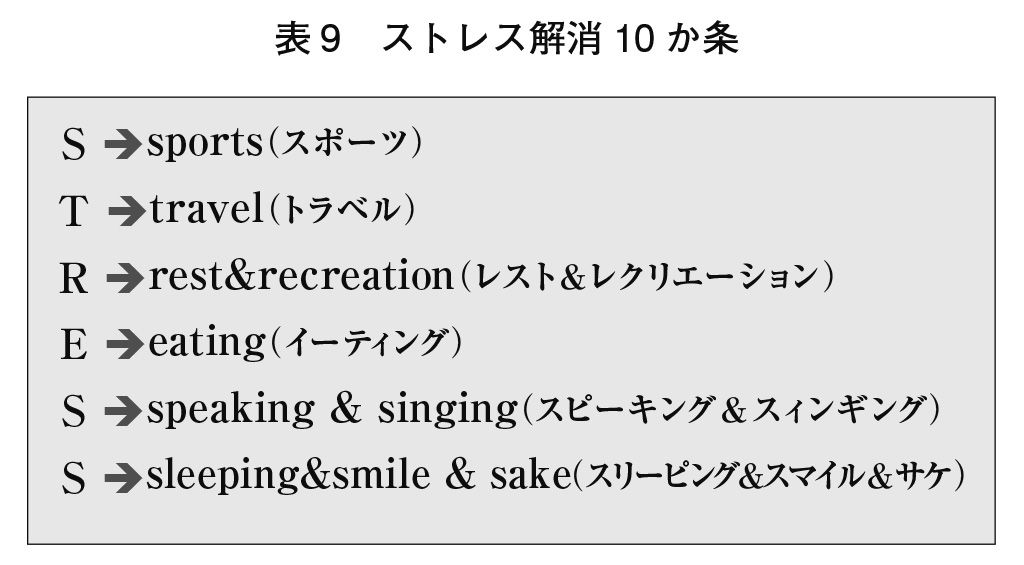 表9　ストレス解消 10 か条
S ➔sports(スポーツ)
T ➔travel(トラベル)
R ➔rest&recreation(レスト&レクリエーション)
E ➔eating(イーティング)
S ➔speaking & singing(スピーキング&スィンギング)
S ➔sleeping&smile & sake(スリーピング&スマイル&サケ)